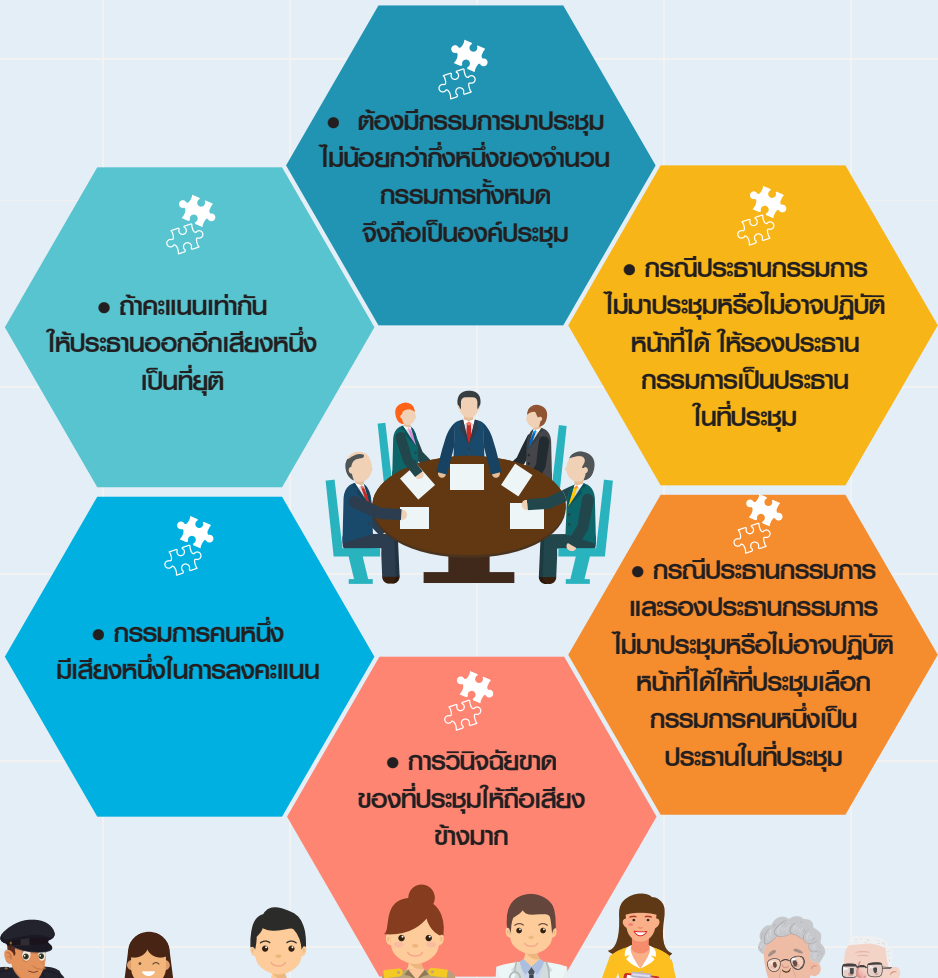 ● ต้องมีกรรมการมาประชุม
ไม่น้อยกว่ากึ่งหนึ่งของจำนวน
กรรมการทั้งหมด
จึงถือเป็นองค์ประชุม
● กรณีประธานกรรมการ
ไม่มาประชุมหรือไม่อาจปฏิบัติ
หน้าที่ได้ ให้รองประธาน
กรรมการเป็นประธาน
ในที่ประชุม
● กรณีประธานกรรมการ
และรองประธานกรรมการ
ไม่มาประชุมหรือไม่อาจปฏิบัติ
หน้าที่ได้ให้ที่ประชุมเลือก
กรรมการคนหนึ่งเป็น
ประธานในที่ประชุม
● การวินิจฉัยขาด
ของที่ประชุมให้ถือเสียง
ข้างมาก
● กรรมการคนหนึ่ง
มีเสียงหนึ่งในการลงคะแนน
● ถ้าคะแนนเท่ากัน
ให้ประธานออกอีกเสียงหนึ่ง
เป็นที่ยุติ